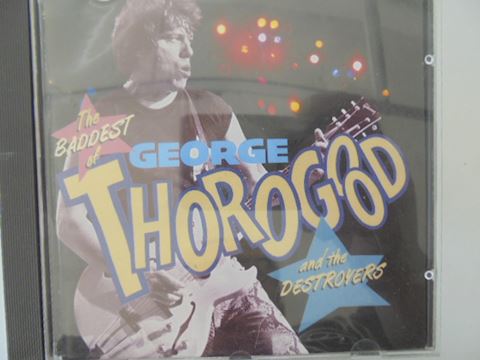 The
BADDEST
of
GEORGE
THOROGOOD
and the
DESTROYERS